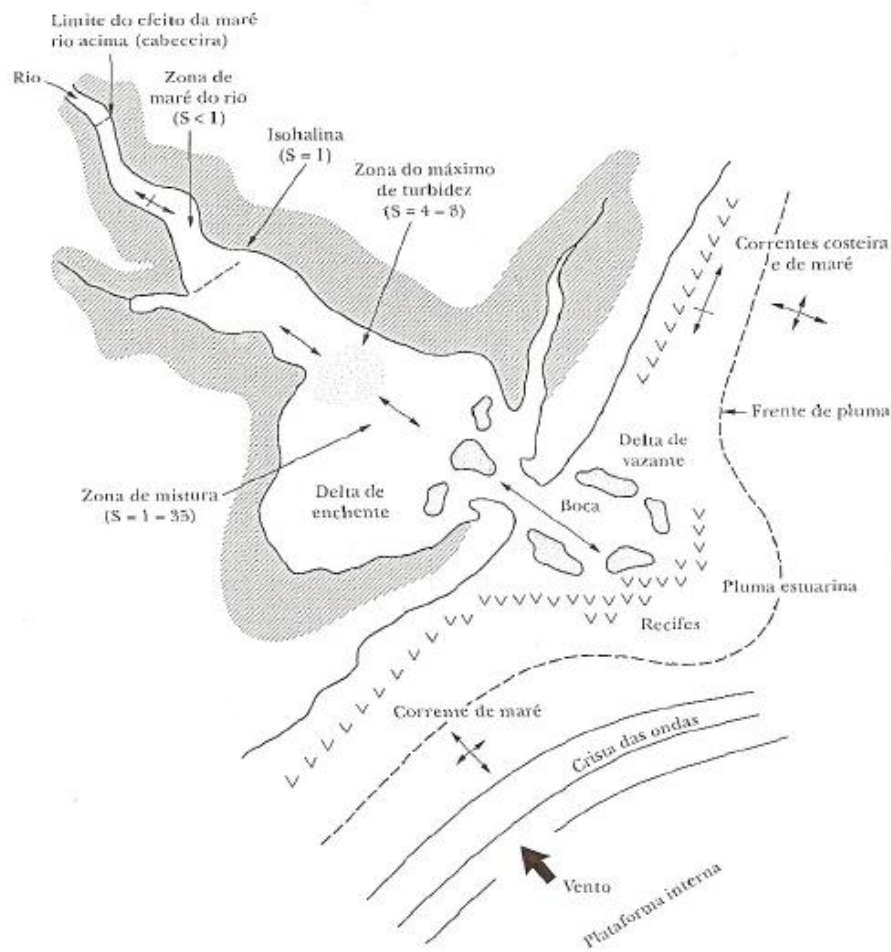 Limite do efeito da maré
rio acima (cabeceira)
Rio
Zona de
maré do rio
(S < 1)
Isohalina
(S = 1)
Zona do máximo
de turbidez
(S = 4 – 8)
Correntes costeira
e de maré
Frente de pluma
Delta de
vazante
Zona de mistura
(S = 1 – 35)
Delta de
enchente
Boca
Pluma estuarina
Recifes
Corrente de maré
Crista das ondas
Vento
Plataforma interna